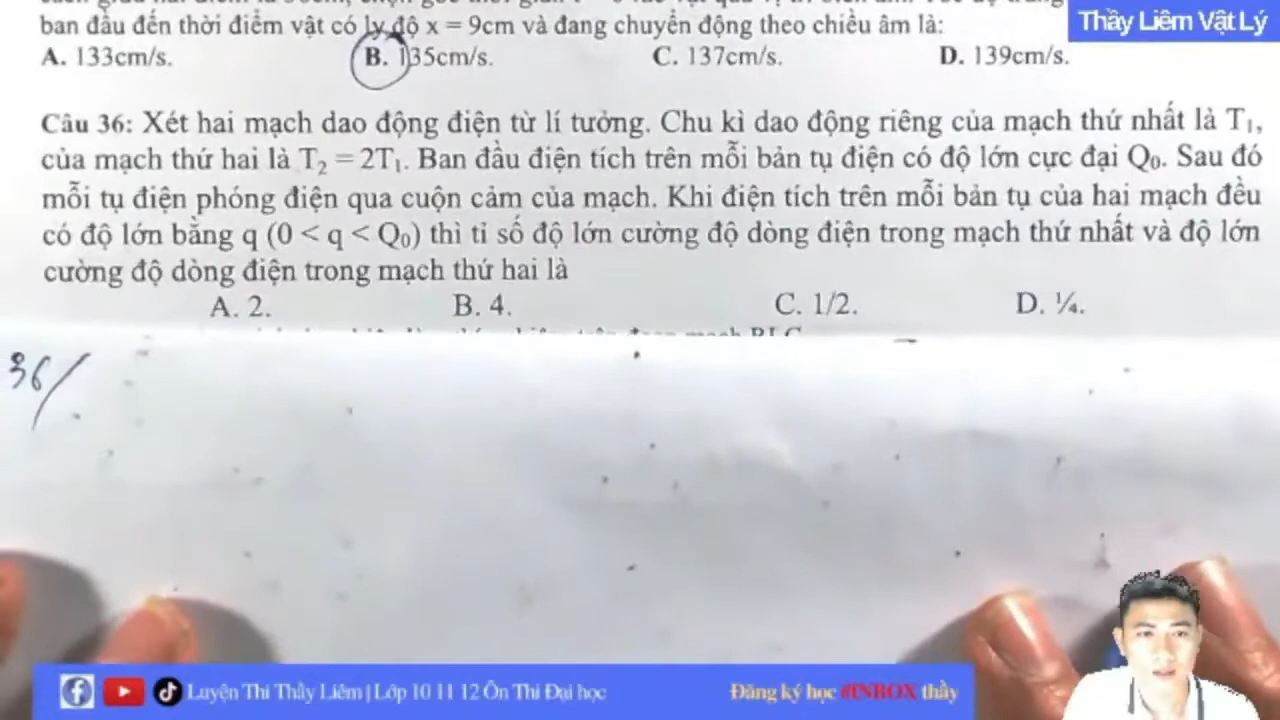 Thầy Liêm Vật Lý
ban đầu đến thời điểm vật có ly độ x = 9cm và đang chuyển động theo chiều âm là:
A. 133cm/s. B. 135cm/s. C. 137cm/s. D. 139cm/s.
Câu 36: Xét hai mạch dao động điện từ lí tưởng. Chu kì dao động riêng của mạch thứ nhất là T₁,
của mạch thứ hai là T₂ = 2T₁. Ban đầu điện tích trên mỗi bản tụ điện có độ lớn cực đại Q₀. Sau đó
mỗi tụ điện phóng điện qua cuộn cảm của mạch. Khi điện tích trên mỗi bản tụ của hai mạch đều
có độ lớn bằng q (0 < q < Q₀) thì tỉ số độ lớn cường độ dòng điện trong mạch thứ nhất và độ lớn
cường độ dòng điện trong mạch thứ hai là
A. 2. B. 4. C. 1/2. D. ¼.
mạch RLC
36/
Luyện Thi Thầy Liêm | Lớp 10 11 12 Ôn Thi Đại học Đăng ký học #INBOX thầy